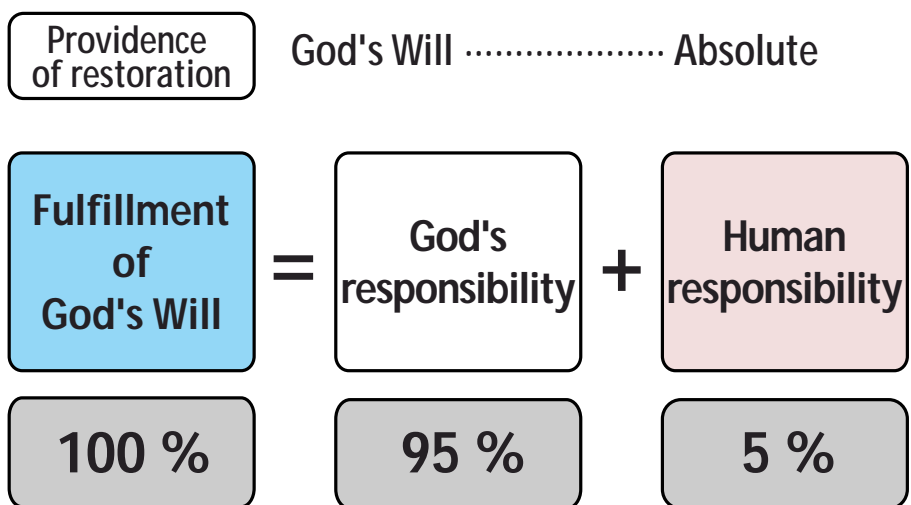 Providence
of restoration
God's Will ···················· Absolute
Fulfillment
of
God's Will
=
God's
responsibility
+
Human
responsibility
100 %
95 %
5 %